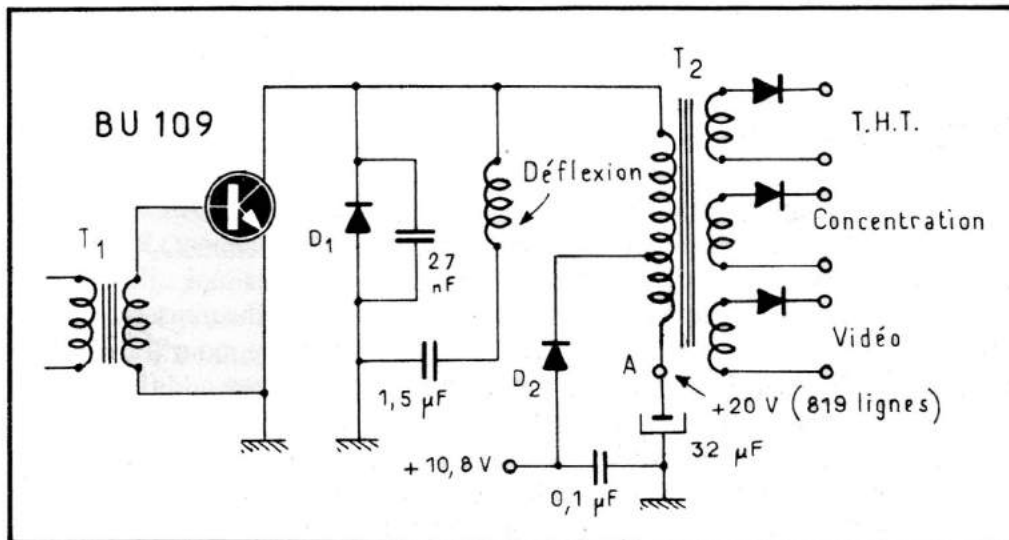 BU 109
T1
D1
27
nF
1,5 µF
Déflexion
T2
T.H.T.
Concentration
Vidéo
D2
A
+20 V (819 lignes)
32 µF
+ 10,8 V
0,1 µF